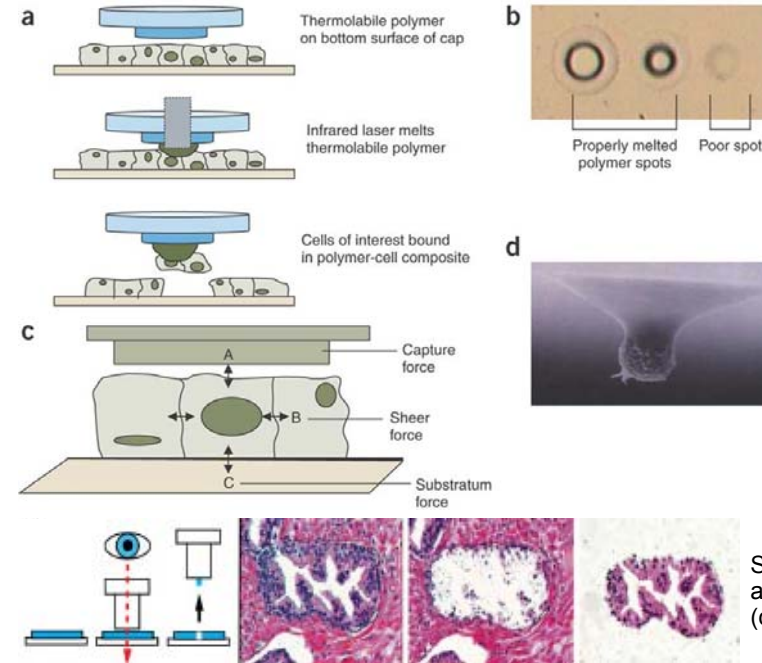 a
Thermolabile polymer
on bottom surface of cap
Infrared laser melts
thermolabile polymer
Cells of interest bound
in polymer-cell composite
b
Properly melted
polymer spots
Poor spot
c
A
Capture
force
B
Sheer
force
C
Substratum
force
d